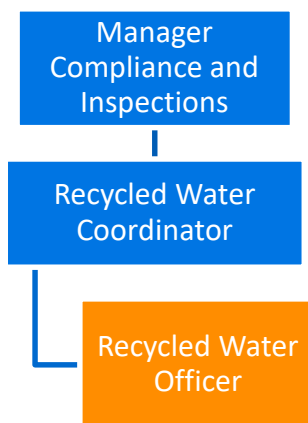 Manager
Compliance and
Inspections
Recycled Water
Coordinator
Recycled Water
Officer